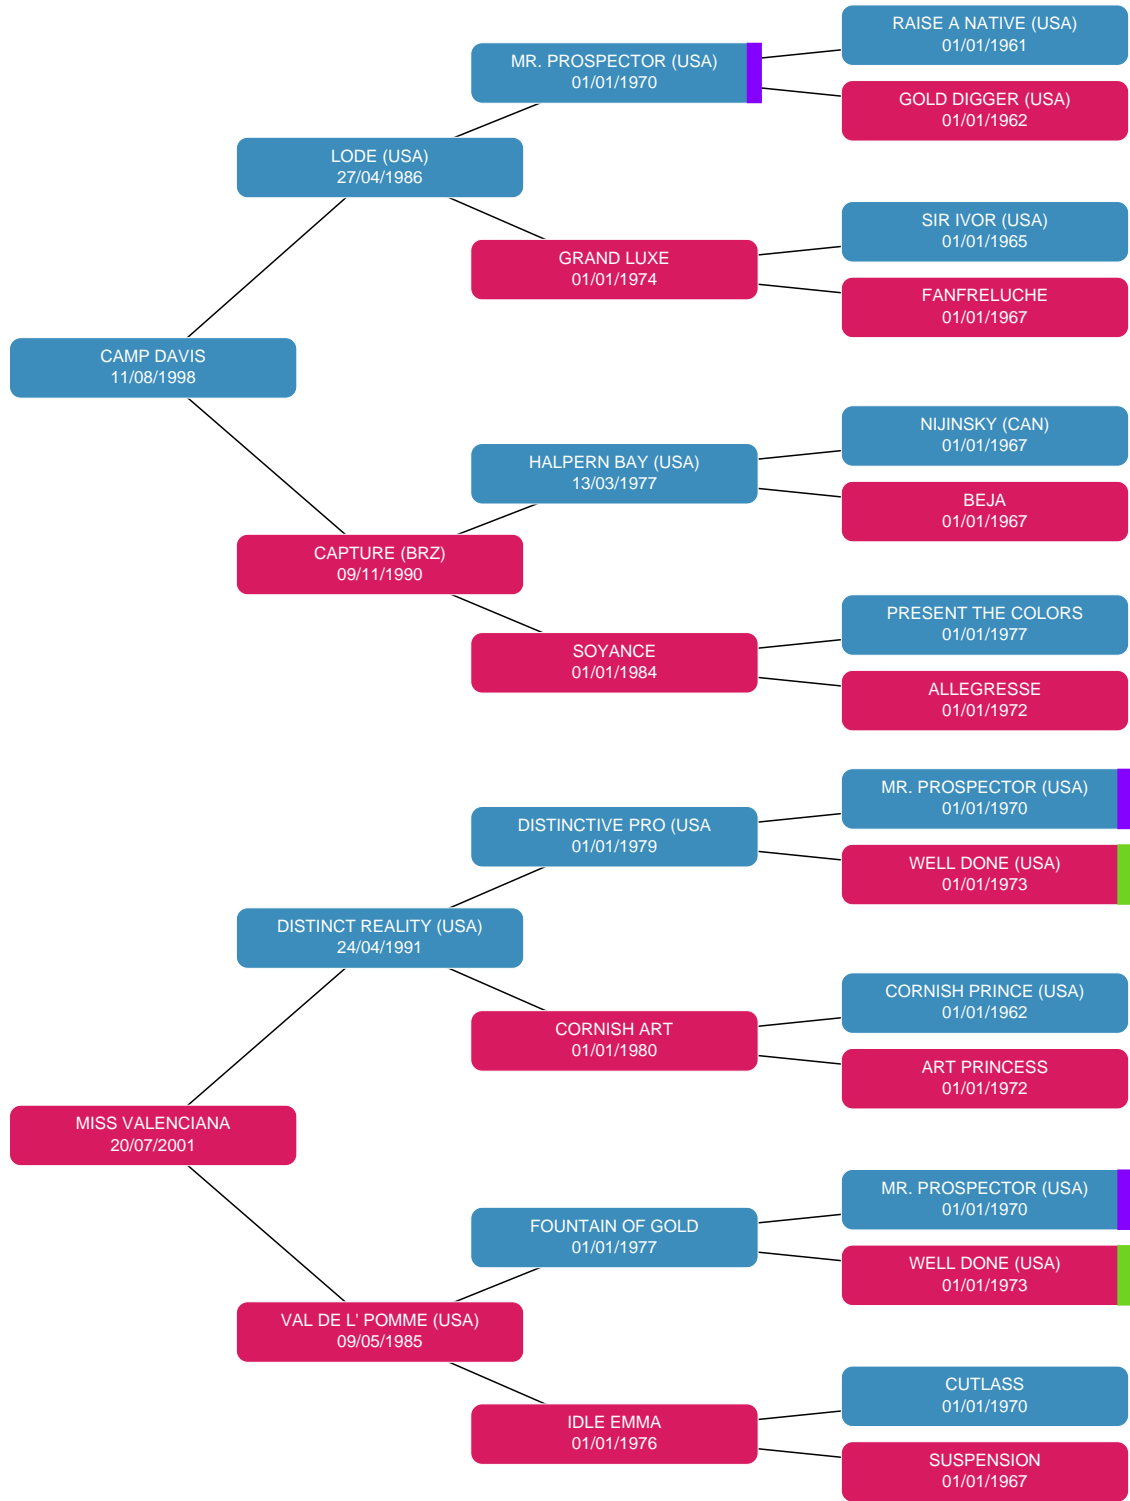 RAISE A NATIVE (USA)
01/01/1961
MR. PROSPECTOR (USA)
01/01/1970
GOLD DIGGER (USA)
01/01/1962
LODE (USA)
27/04/1986
SIR IVOR (USA)
01/01/1965
GRAND LUXE
01/01/1974
FANFRELUCHE
01/01/1967
CAMP DAVIS
11/08/1998
NIJINSKY (CAN)
01/01/1967
HALPERN BAY (USA)
13/03/1977
BEJA
01/01/1967
CAPTURE (BRZ)
09/11/1990
PRESENT THE COLORS
01/01/1977
SOYANCE
01/01/1984
ALLEGRESSE
01/01/1972
MR. PROSPECTOR (USA)
01/01/1970
DISTINCTIVE PRO (USA
01/01/1979
WELL DONE (USA)
01/01/1973
DISTINCT REALITY (USA)
24/04/1991
CORNISH PRINCE (USA)
01/01/1962
CORNISH ART
01/01/1980
ART PRINCESS
01/01/1972
MISS VALENCIANA
20/07/2001
MR. PROSPECTOR (USA)
01/01/1970
FOUNTAIN OF GOLD
01/01/1977
WELL DONE (USA)
01/01/1973
VAL DE L' POMME (USA)
09/05/1985
CUTLASS
01/01/1970
IDLE EMMA
01/01/1976
SUSPENSION
01/01/1967